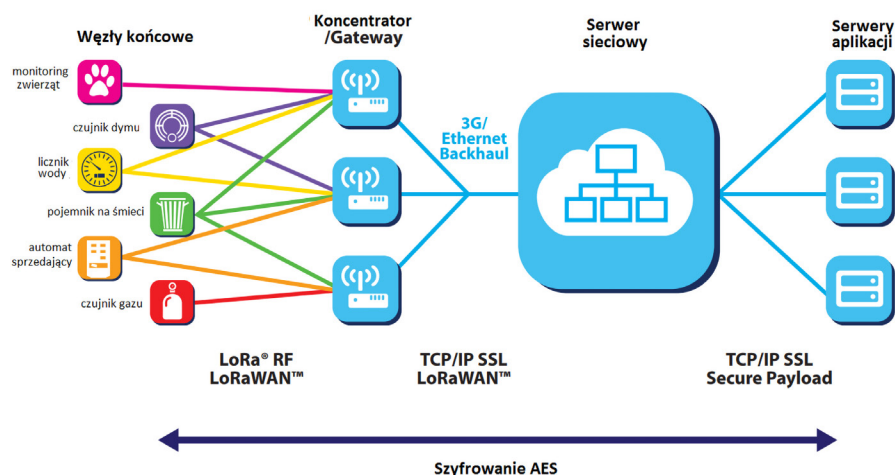 Węzły końcowe
Koncentrator
/Gateway
Serwer
sieciowy
Serwery
aplikacji
monitoring
zwierząt
czujnik dymu
licznik
wody
pojemnik na śmieci
automat
sprzedający
czujnik gazu
3G/
Ethernet
Backhaul
LoRa® RF
LoRaWAN™
TCP/IP SSL
LoRaWAN™
TCP/IP SSL
Secure Payload
Szyfrowanie AES